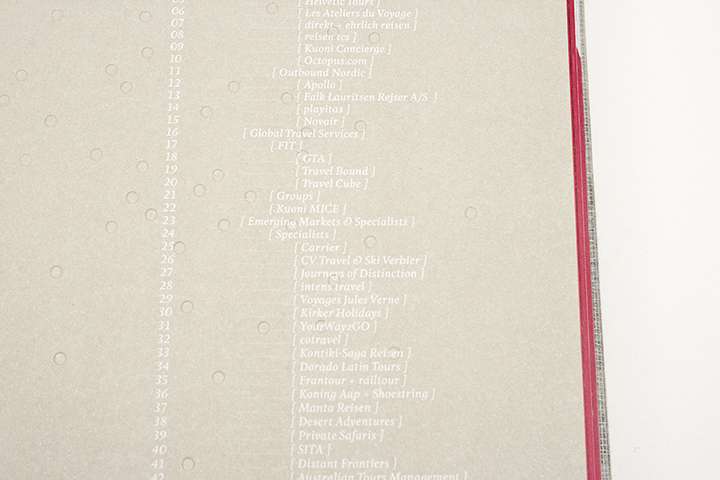 05 [ Helvetic Tours ]
06 [ Les Ateliers du Voyage ]
07 [ direkt + ehrlich reisen ]
08 [ reisen tcs ]
09 [ Kuoni Concierge ]
10 [ Octopus.com ]
11 [ Outbound Nordic ]
12 [ Apollo ]
13 [ Falk Lauritsen Rejser A/S ]
14 [ playitas ]
15 [ Novair ]
16 [ Global Travel Services ]
17 [ FIT ]
18 [ GTA ]
19 [ Travel Bound ]
20 [ Travel Cube ]
21 [ Groups ]
22 [ Kuoni MICE ]
23 [ Emerging Markets & Specialists ]
24 [ Specialists ]
25 [ Carrier ]
26 [ CV Travel & Ski Verbier ]
27 [ Journeys of Distinction ]
28 [ intens travel ]
29 [ Voyages Jules Verne ]
30 [ Kirker Holidays ]
31 [ YourWayzGO ]
32 [ cotravel ]
33 [ Kontiki-Saga Reisen ]
34 [ Dorado Latin Tours ]
35 [ Frantour + railtour ]
36 [ Koning Aap + Shoestring ]
37 [ Manta Reisen ]
38 [ Desert Adventures ]
39 [ Private Safaris ]
40 [ SITA ]
41 [ Distant Frontiers ]
42 [ Australian Tours Management ]